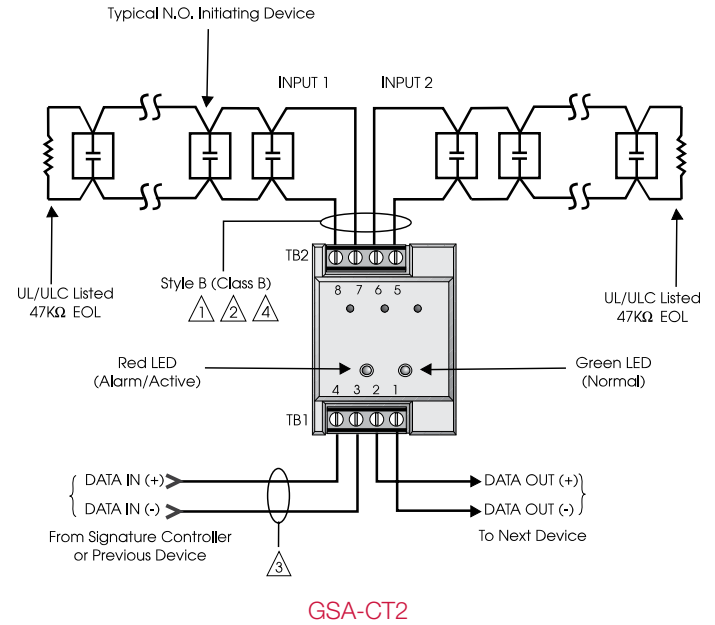 Typical N.O. Initiating Device
INPUT 1
INPUT 2
TB2
8 7 6 5
Style B (Class B)
1 2 4
UL/ULC Listed
47KΩ EOL
UL/ULC Listed
47KΩ EOL
Red LED
(Alarm/Active)
Green LED
(Normal)
4 3 2 1
TB1
DATA IN (+)
DATA IN (-)
From Signature Controller
or Previous Device
3
DATA OUT (+)
DATA OUT (-)
To Next Device
GSA-CT2